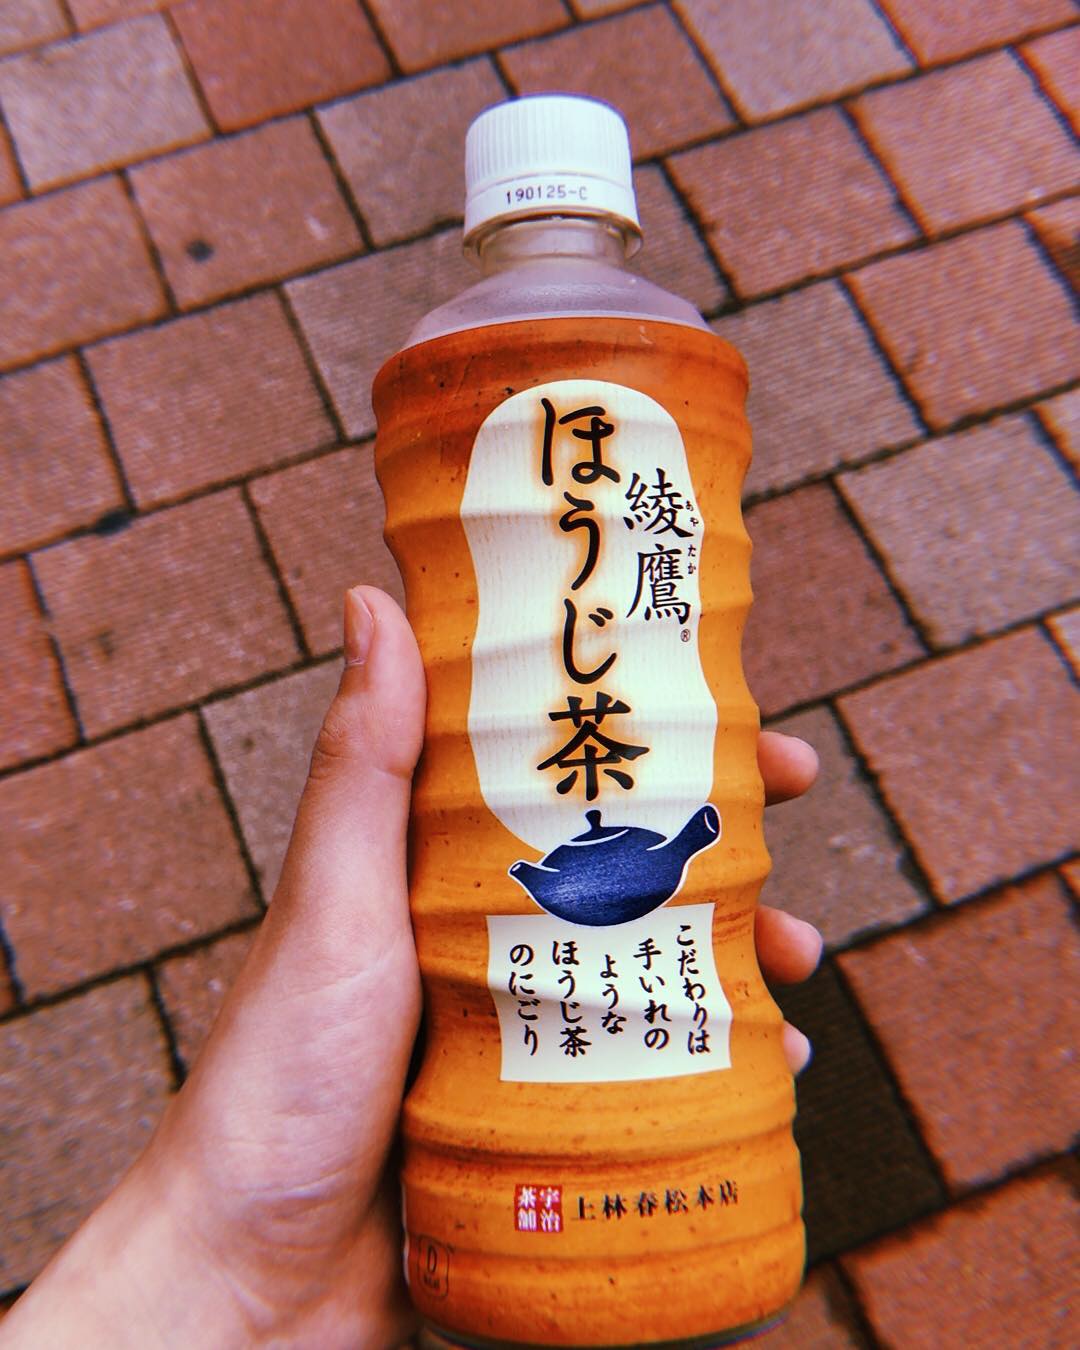 190125-C
綾鷹®
あやたか
ほうじ茶
こだわりは
手いれの
ような
ほうじ茶
のにごり
宇治
茶舗
上林春松本店